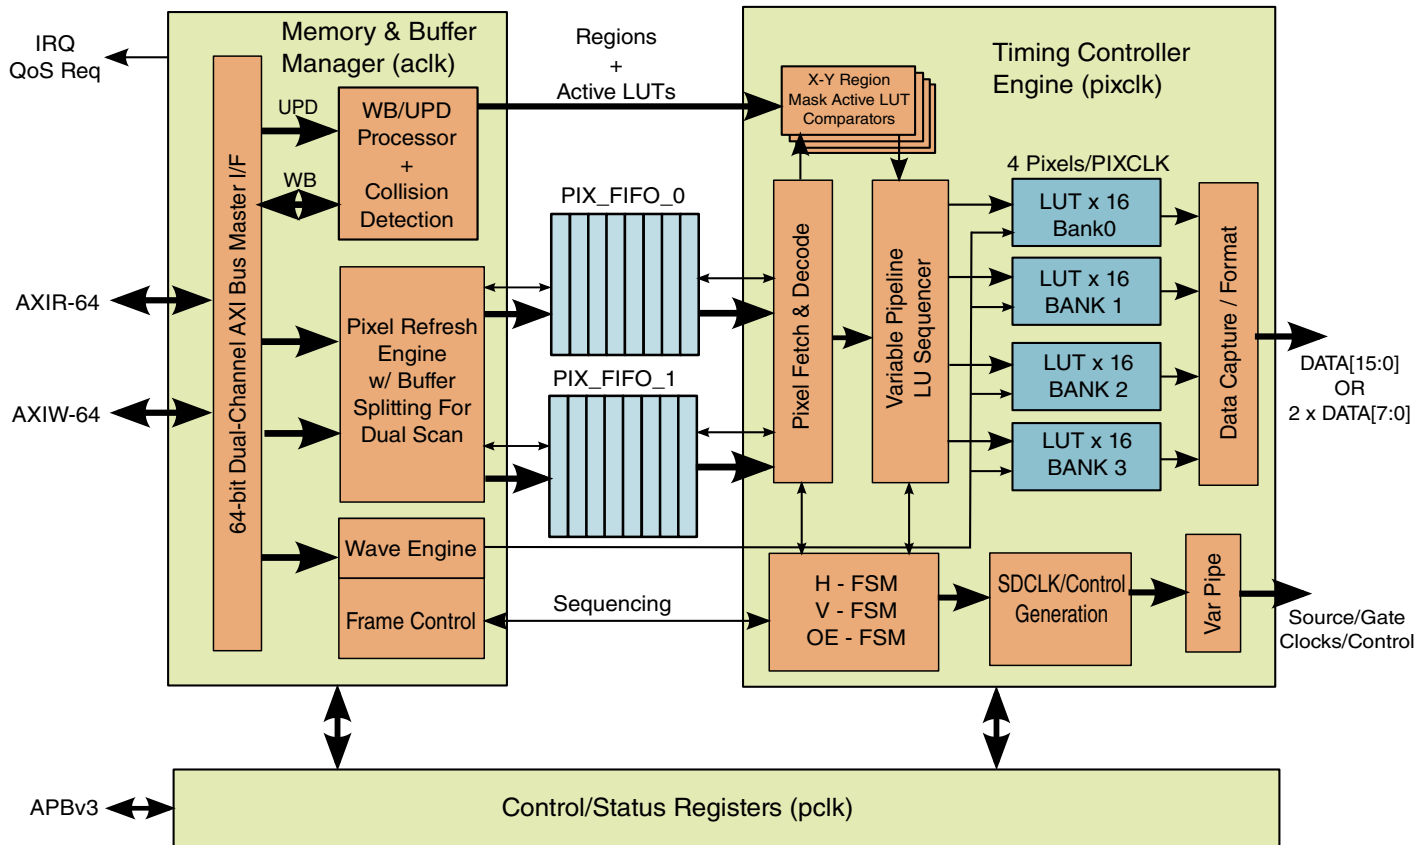 IRQ
QoS Req
Memory & Buffer
Manager (aclk)
64-bit Dual-Channel AXI Bus Master I/F
UPD
WB
WB/UPD
Processor
+
Collision
Detection
Regions
+
Active LUTs
Timing Controller
Engine (pixclk)
X-Y Region
Mask Active LUT
Comparators
AXIR-64
AXIW-64
Pixel Refresh
Engine
w/ Buffer
Splitting For
Dual Scan
PIX_FIFO_0
PIX_FIFO_1
Pixel Fetch & Decode
Variable Pipeline
LU Sequencer
4 Pixels/PIXCLK
LUT x 16
Bank0
LUT x 16
BANK 1
LUT x 16
BANK 2
LUT x 16
BANK 3
Data Capture / Format
DATA[15:0]
OR
2 x DATA[7:0]
Wave Engine
Frame Control
Sequencing
H - FSM
V - FSM
OE - FSM
SDCLK/Control
Generation
Var Pipe
Source/Gate
Clocks/Control
APBv3
Control/Status Registers (pclk)